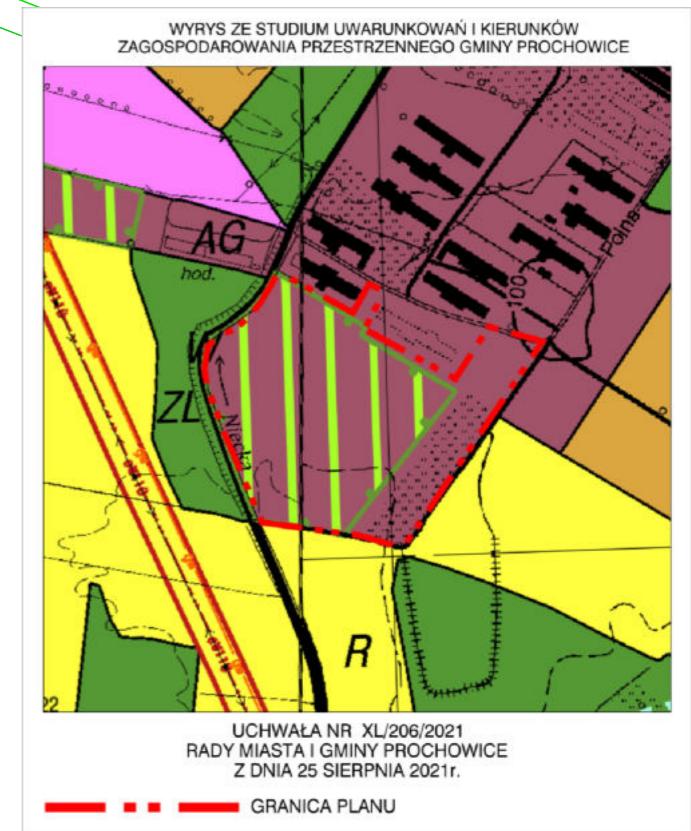 WYRYS ZE STUDIUM UWARUNKOWAŃ I KIERUNKÓW
ZAGOSPODAROWANIA PRZESTRZENNEGO GMINY PROCHOWICE
AG
hod.
Polna
100
V
ZL
Niecka
R
22
UCHWAŁA NR XL/206/2021
RADY MIASTA I GMINY PROCHOWICE
Z DNIA 25 SIERPNIA 2021r.
GRANICA PLANU